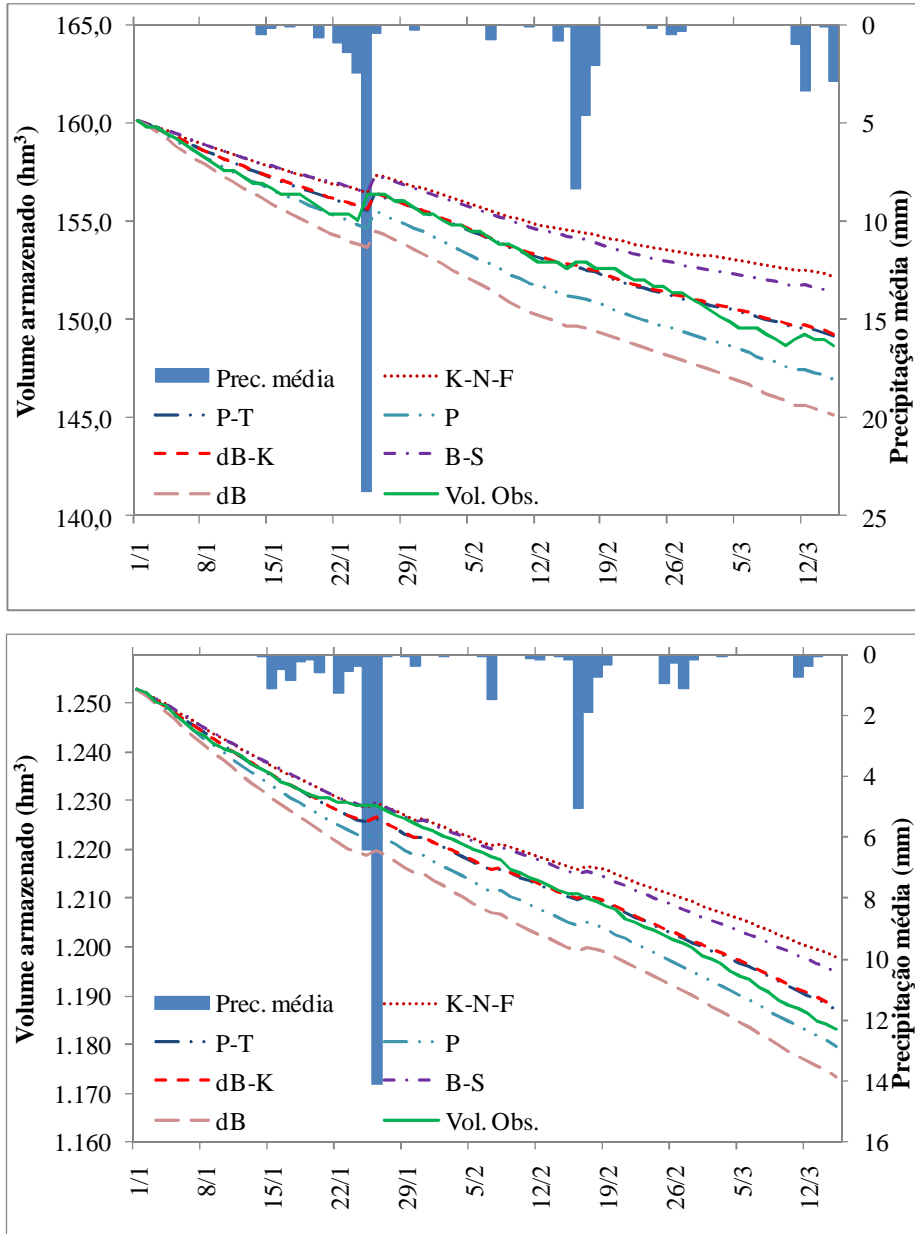 165,0
160,0
155,0
150,0
145,0
140,0
Volume armazenado (hm³)
0
5
10
15
20
25
Precipitação média (mm)
Prec. média
K-N-F
P-T
P
dB-K
B-S
dB
Vol. Obs.
1/1
8/1
15/1
22/1
29/1
5/2
12/2
19/2
26/2
5/3
12/3
1.250
1.240
1.230
1.220
1.210
1.200
1.190
1.180
1.170
1.160
Volume armazenado (hm³)
0
2
4
6
8
10
12
14
16
Precipitação média (mm)
Prec. média
K-N-F
P-T
P
dB-K
B-S
dB
Vol. Obs.
1/1
8/1
15/1
22/1
29/1
5/2
12/2
19/2
26/2
5/3
12/3